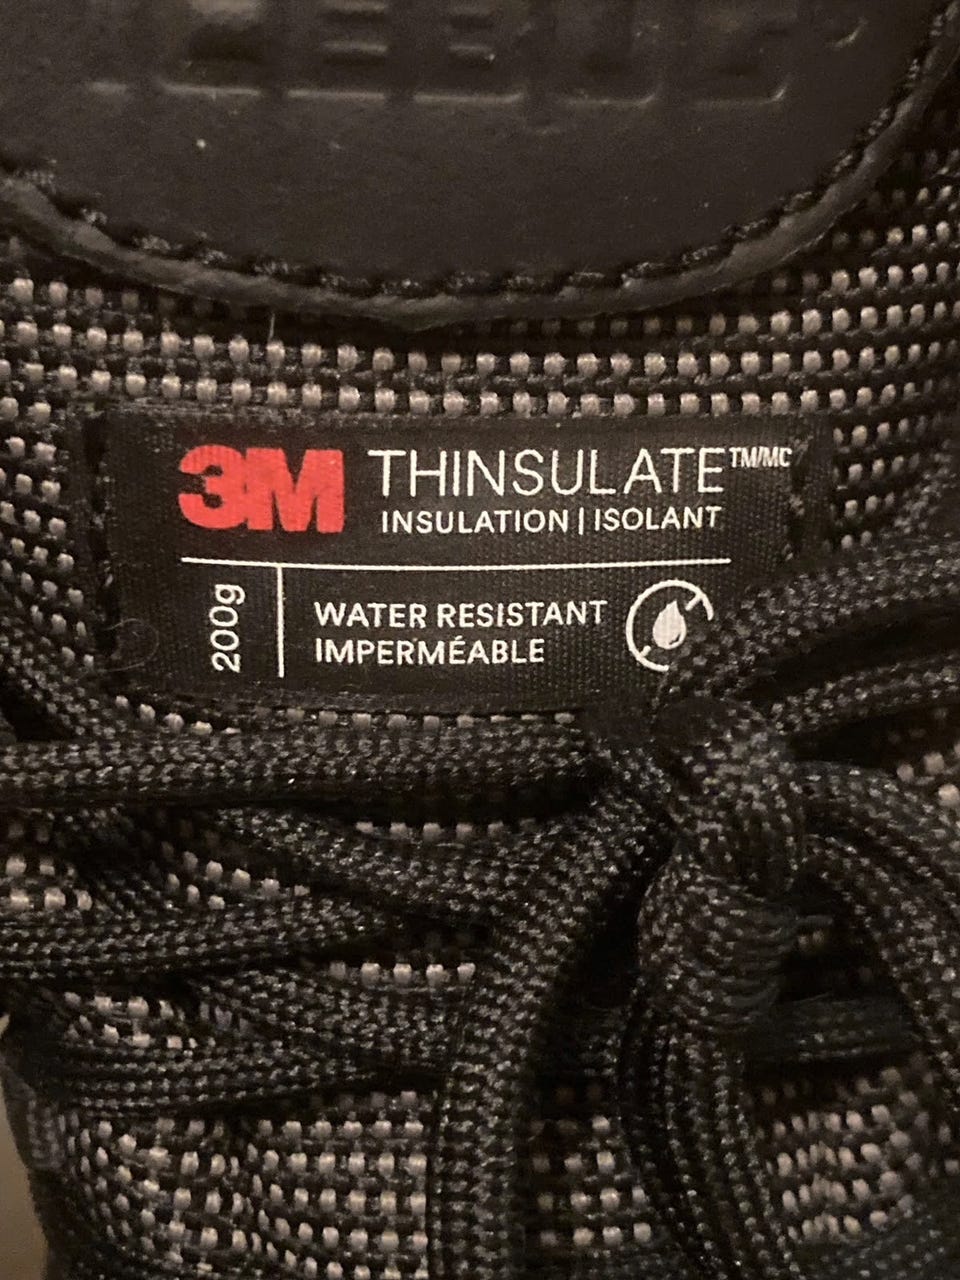 3M THINSULATE™/MC
INSULATION | ISOLANT
200g
WATER RESISTANT
IMPERMÉABLE